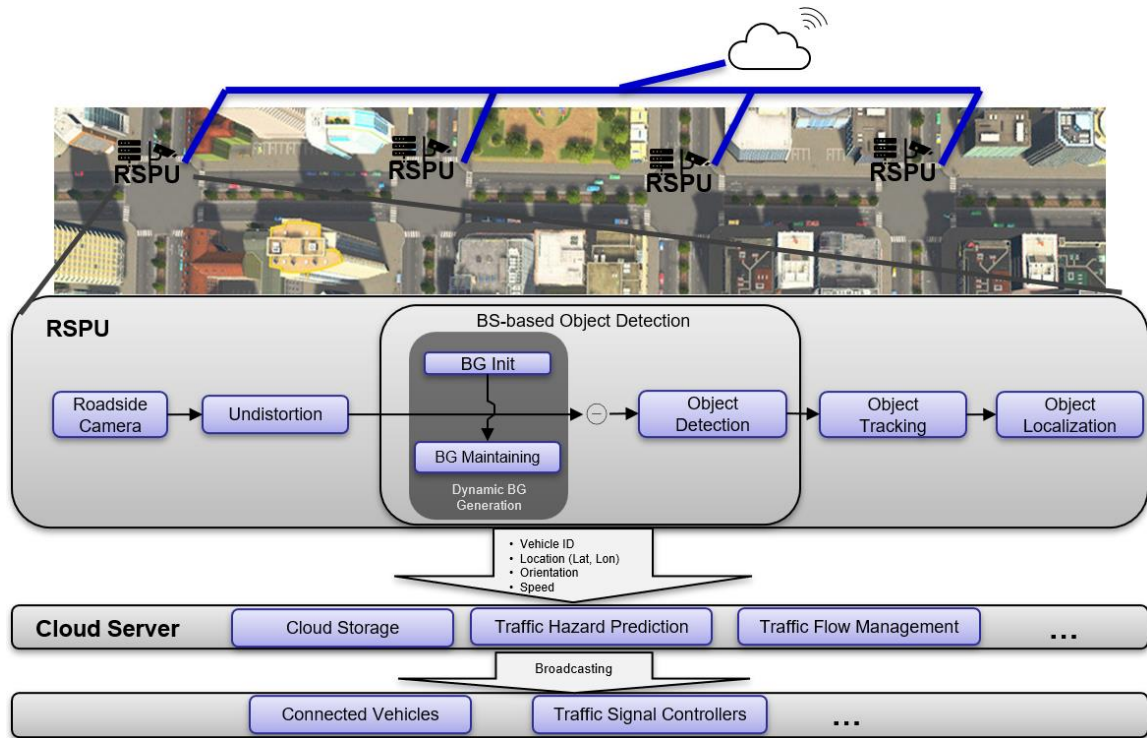 RSPU
RSPU
RSPU
RSPU
RSPU
BS-based Object Detection
BG Init
Roadside
Camera
Undistortion
Object
Detection
Object
Tracking
Object
Localization
BG Maintaining
Dynamic BG
Generation
• Vehicle ID
• Location (Lat, Lon)
• Orientation
• Speed
Cloud Server
Cloud Storage
Traffic Hazard Prediction
Traffic Flow Management
...
Broadcasting
Connected Vehicles
Traffic Signal Controllers
...